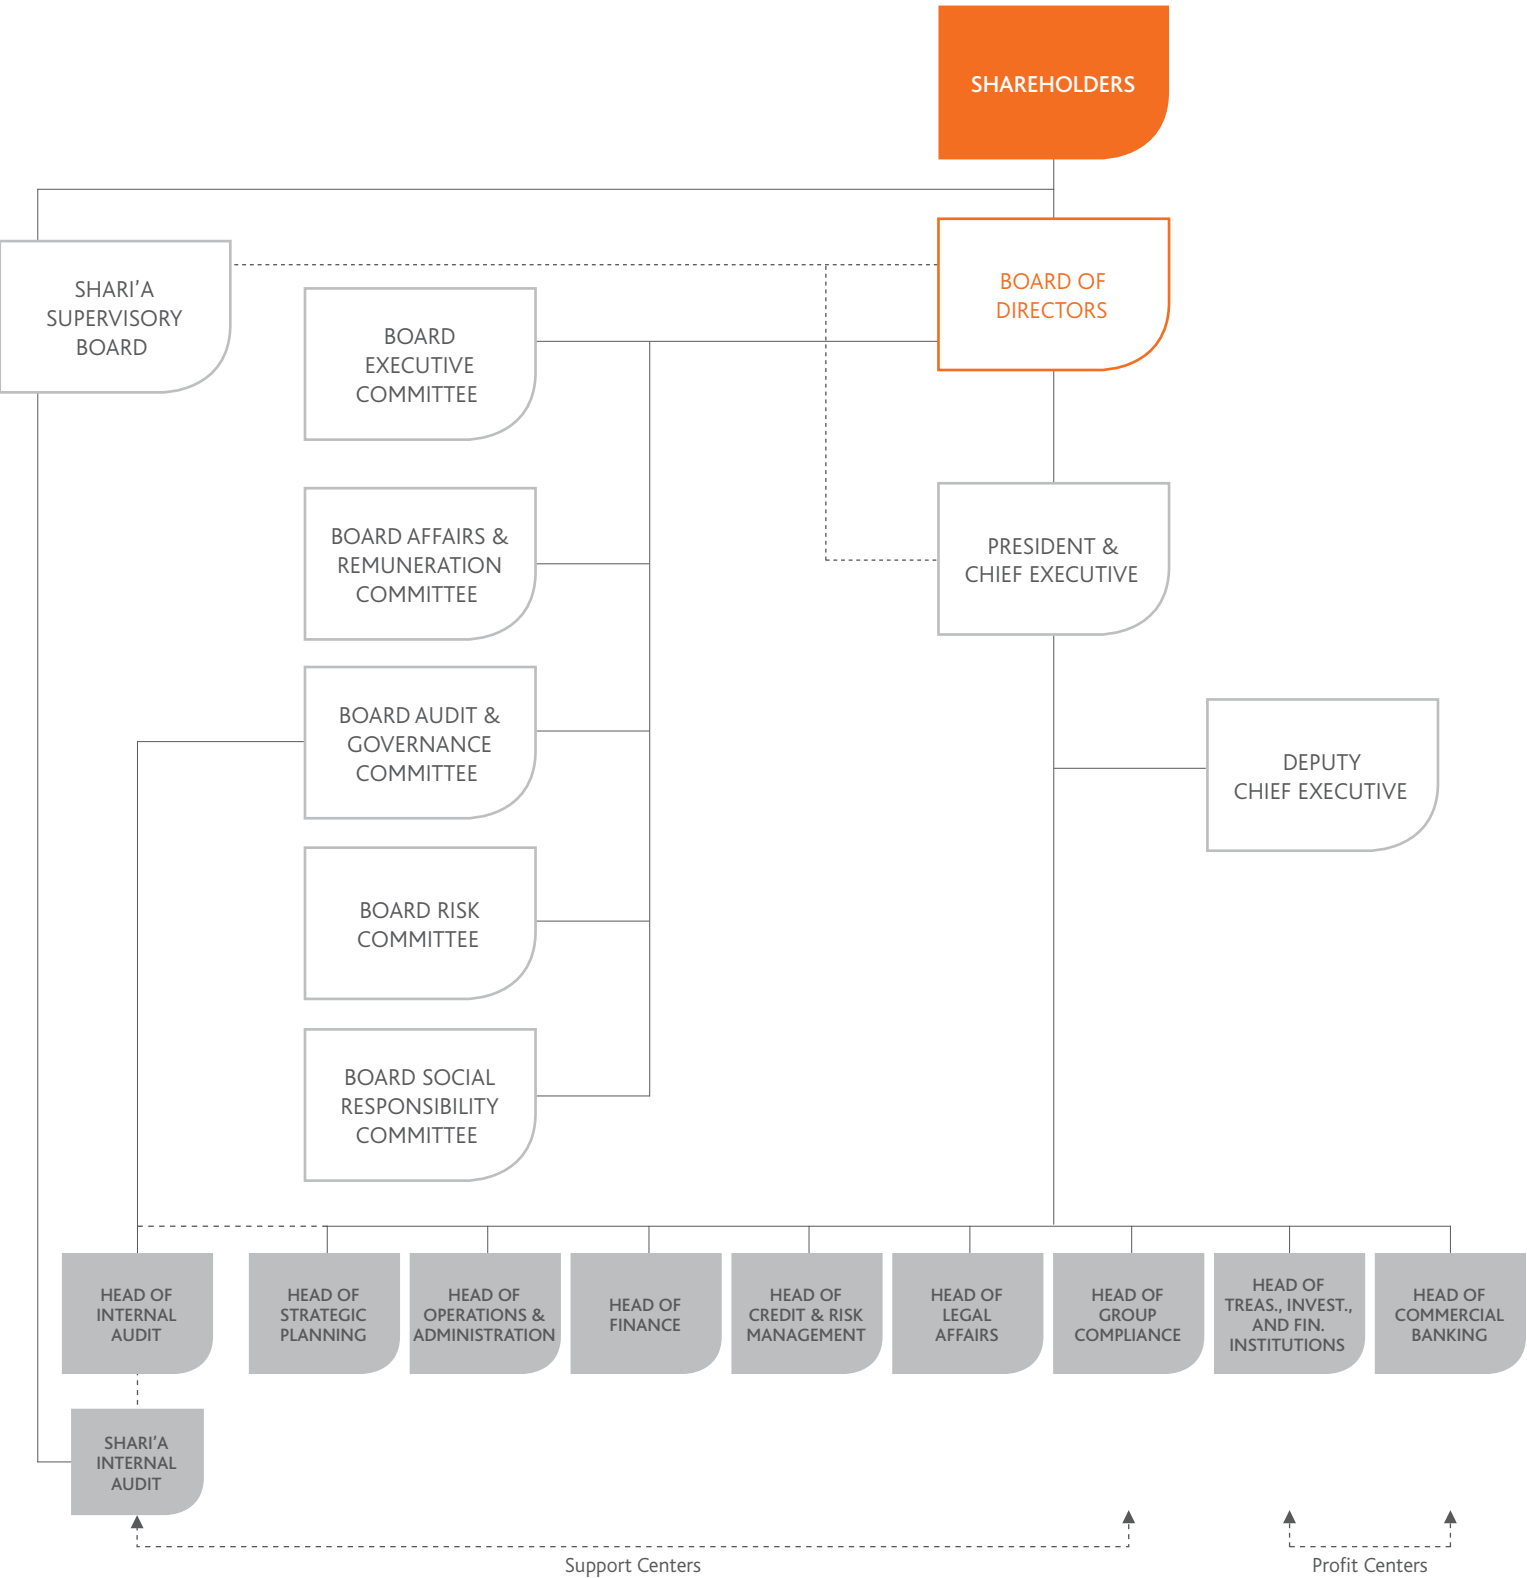 SHAREHOLDERS
SHARI'A
SUPERVISORY
BOARD
BOARD OF
DIRECTORS
BOARD
EXECUTIVE
COMMITTEE
BOARD AFFAIRS &
REMUNERATION
COMMITTEE
PRESIDENT &
CHIEF EXECUTIVE
BOARD AUDIT &
GOVERNANCE
COMMITTEE
DEPUTY
CHIEF EXECUTIVE
BOARD RISK
COMMITTEE
BOARD SOCIAL
RESPONSIBILITY
COMMITTEE
HEAD OF
INTERNAL
AUDIT
HEAD OF
STRATEGIC
PLANNING
HEAD OF
OPERATIONS &
ADMINISTRATION
HEAD OF
FINANCE
HEAD OF
CREDIT & RISK
MANAGEMENT
HEAD OF
LEGAL
AFFAIRS
HEAD OF
GROUP
COMPLIANCE
HEAD OF
TREAS., INVEST.,
AND FIN.
INSTITUTIONS
HEAD OF
COMMERCIAL
BANKING
SHARI'A
INTERNAL
AUDIT
Support Centers
Profit Centers